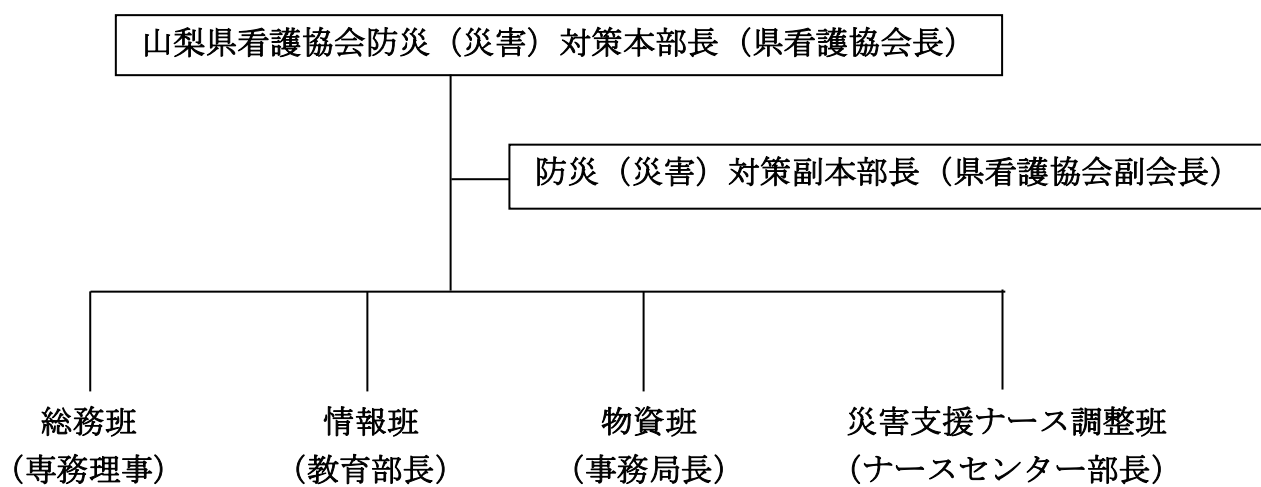 山梨県看護協会防災（災害）対策本部長（県看護協会長）
防災（災害）対策副本部長（県看護協会副会長）
総務班
（専務理事）
情報班
（教育部長）
物資班
（事務局長）
災害支援ナース調整班
（ナースセンター部長）